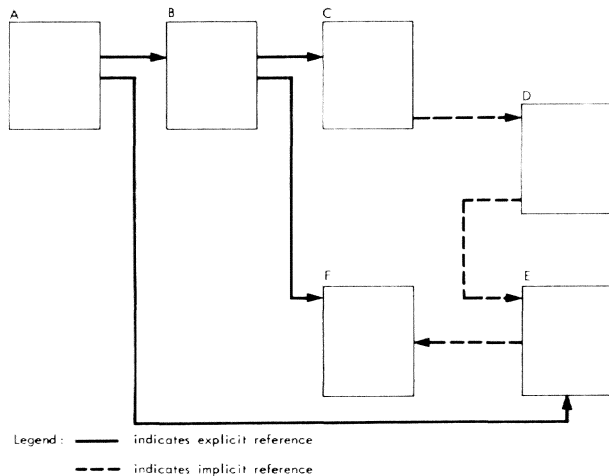 A
B
C
D
F
E
Legend : indicates explicit reference
indicates implicit reference